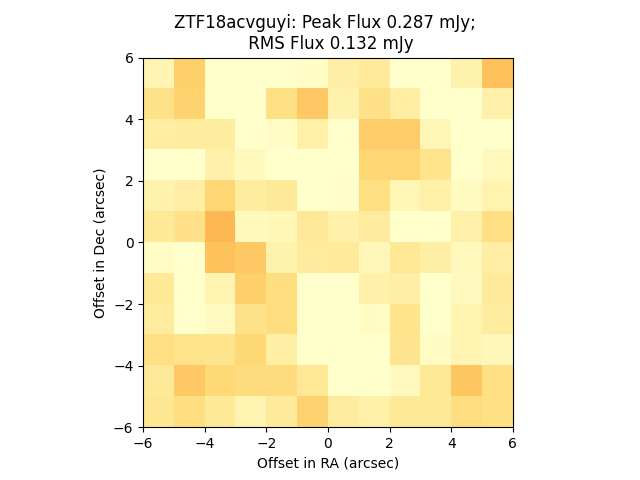 ZTF18acvguyi: Peak Flux 0.287 mJy;
RMS Flux 0.132 mJy
6
4
2
0
−2
−4
−6
Offset in Dec (arcsec)
−6 −4 −2 0 2 4 6
Offset in RA (arcsec)